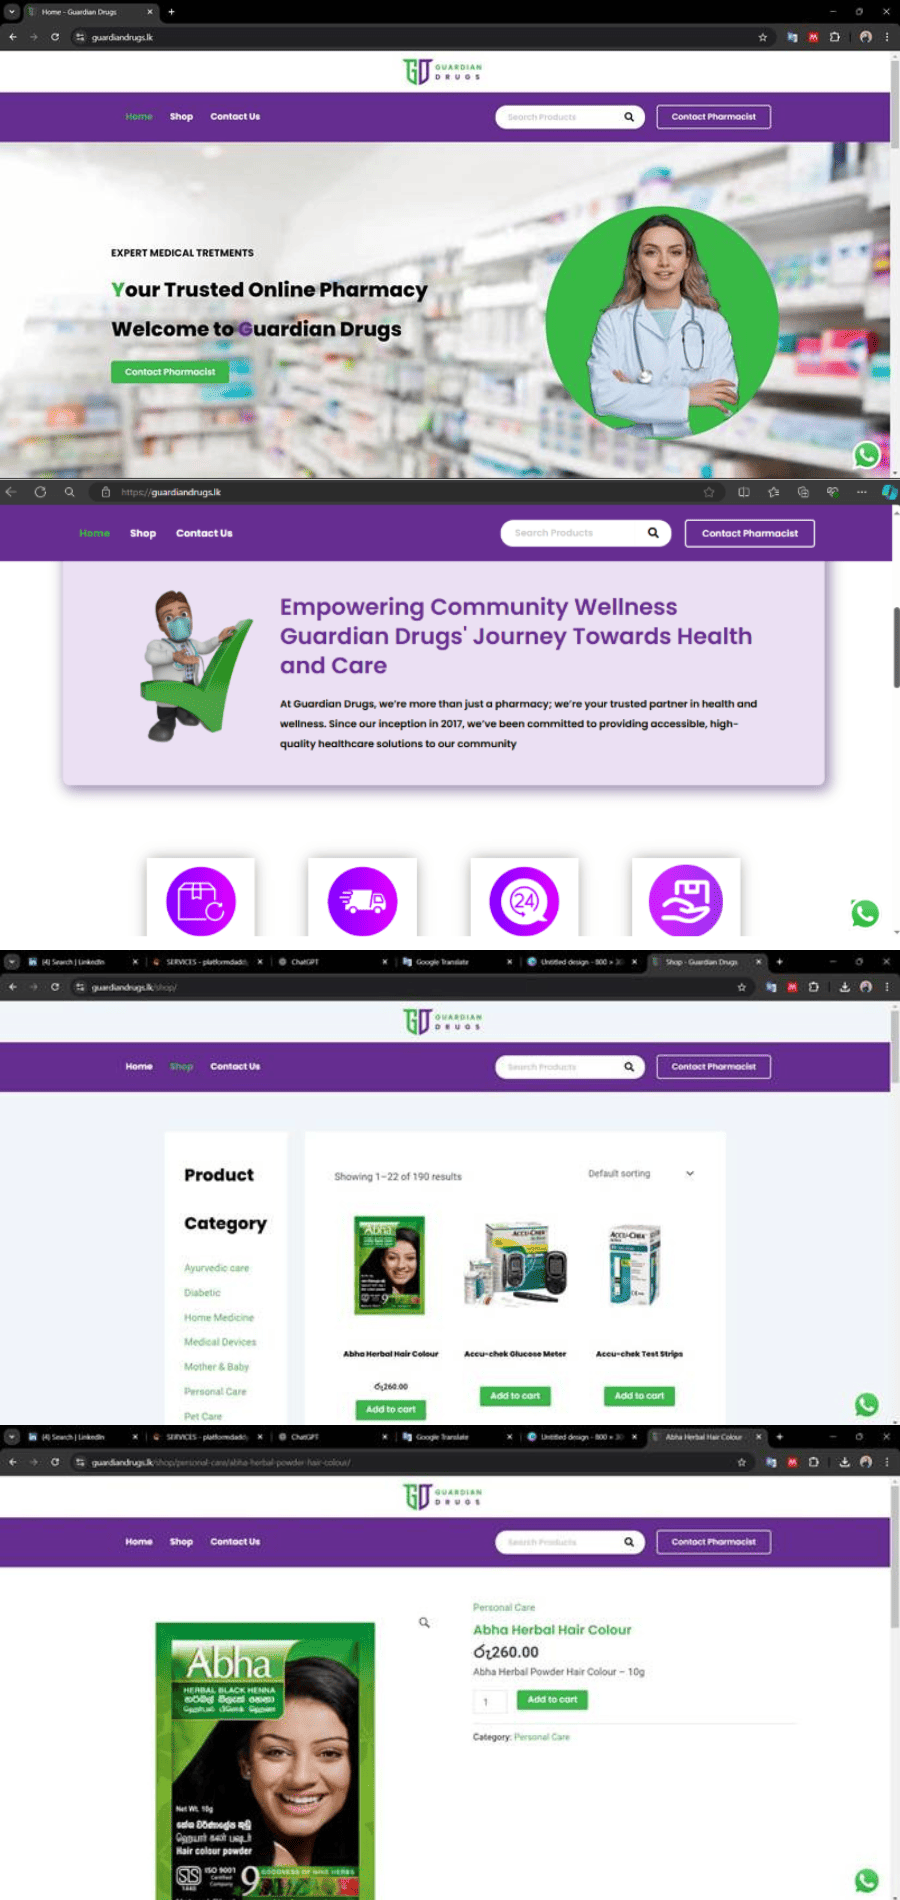 Home - Guardian Drugs
guardiandrugs.lk
GUARDIAN
DRUGS
Home Shop Contact Us Search Products Contact Pharmacist
EXPERT MEDICAL TRETMENTS
Your Trusted Online Pharmacy
Welcome to Guardian Drugs
Contact Pharmacist
https://guardiandrugs.lk
Home Shop Contact Us Search Products Contact Pharmacist
Empowering Community Wellness
Guardian Drugs' Journey Towards Health
and Care
At Guardian Drugs, we're more than just a pharmacy; we're your trusted partner in health and
wellness. Since our inception in 2017, we've been committed to providing accessible, high-
quality healthcare solutions to our community
24
(4) Search | LinkedIn SERVICES - platformdadd ChatGPT Google Translate Untitled design - 800 × Shop - Guardian Drugs
guardiandrugs.lk/shop/
GUARDIAN
DRUGS
Home Shop Contact Us Search Products Contact Pharmacist
Product
Category
Ayurvedic care
Diabetic
Home Medicine
Medical Devices
Mother & Baby
Personal Care
Pet Care
Showing 1–22 of 190 results Default sorting
Abha
ACCU-CHEK
ACCU-CHEK
Abha Herbal Hair Colour Accu-chek Glucose Meter Accu-chek Test Strips
රු260.00
Add to cart Add to cart Add to cart
(4) Search | LinkedIn SERVICES - platformdadd ChatGPT Google Translate Untitled design - 800 × Abha Herbal Hair Colour
guardiandrugs.lk/shop/personal-care/abha-herbal-powder-hair-colour/
GUARDIAN
DRUGS
Home Shop Contact Us Search Products Contact Pharmacist
Personal Care
Abha Herbal Hair Colour
රු260.00
Abha Herbal Powder Hair Colour – 10g
1 Add to cart
Category: Personal Care
Abha
HERBAL BLACK HENNA
Net Wt. 10g
Hair colour powder
SLS ISO 9001
Certified
Company
9 GOODNESS OF NINE HERBS